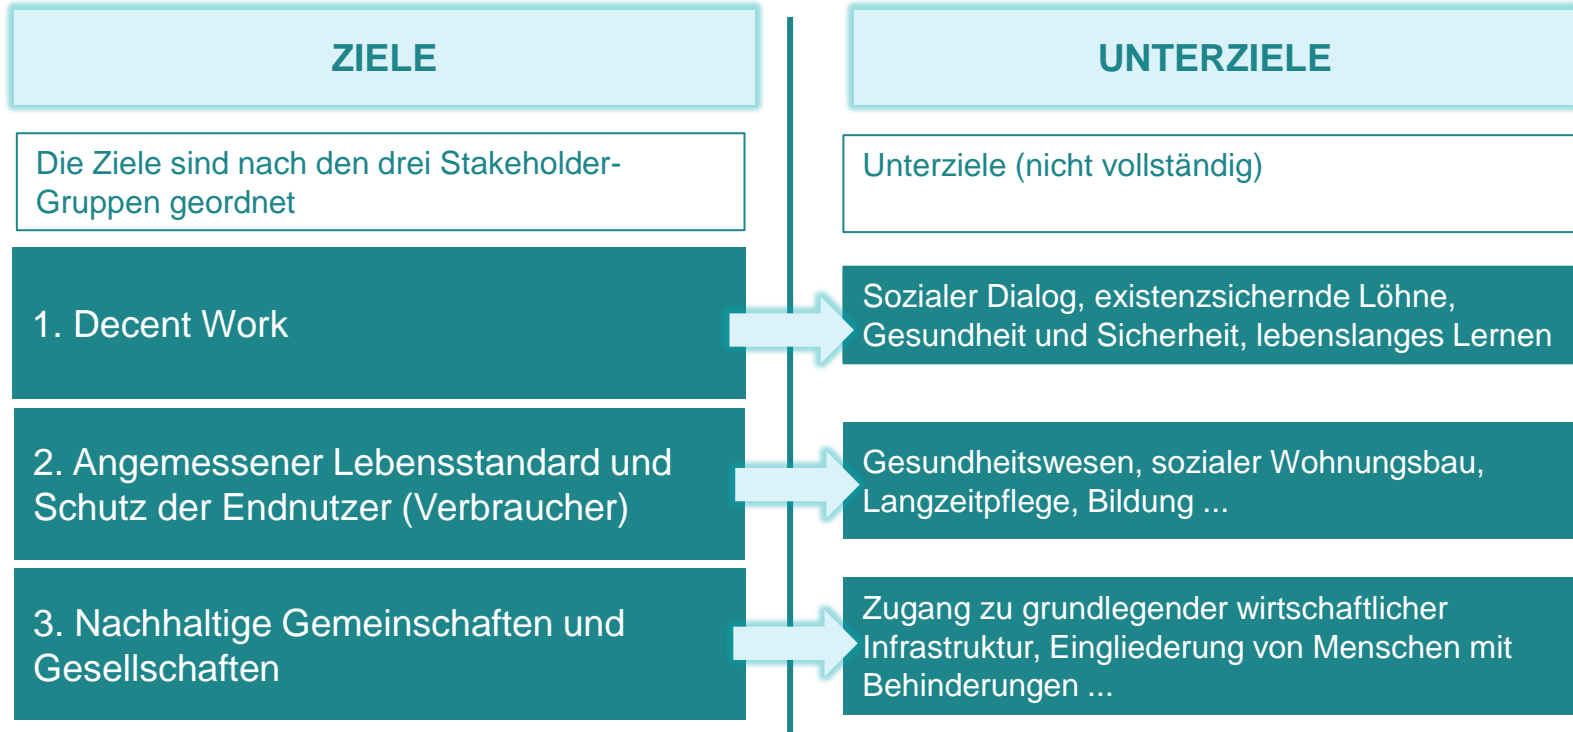 ZIELE
Die Ziele sind nach den drei Stakeholder-
Gruppen geordnet
1. Decent Work
2. Angemessener Lebensstandard und
Schutz der Endnutzer (Verbraucher)
3. Nachhaltige Gemeinschaften und
Gesellschaften
UNTERZIELE
Unterziele (nicht vollständig)
Sozialer Dialog, existenzsichernde Löhne,
Gesundheit und Sicherheit, lebenslanges Lernen
Gesundheitswesen, sozialer Wohnungsbau,
Langzeitpflege, Bildung ...
Zugang zu grundlegender wirtschaftlicher
Infrastruktur, Eingliederung von Menschen mit
Behinderungen ...